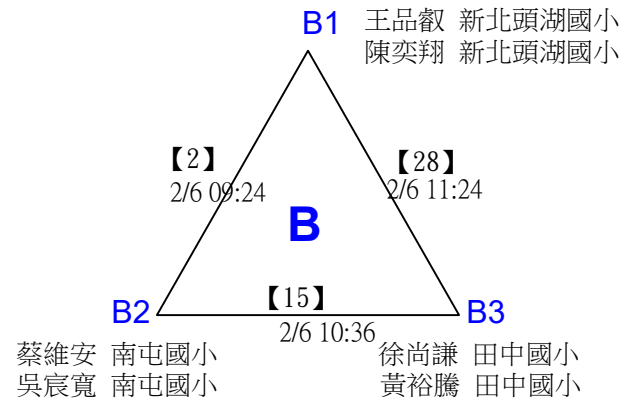 B1 王品叡 新北頭湖國小
陳奕翔 新北頭湖國小
【2】 【28】
2/6 09:24 2/6 11:24
B
B2 【15】 B3
2/6 10:36
蔡維安 南屯國小 徐尚謙 田中國小
吳宸寬 南屯國小 黃裕騰 田中國小